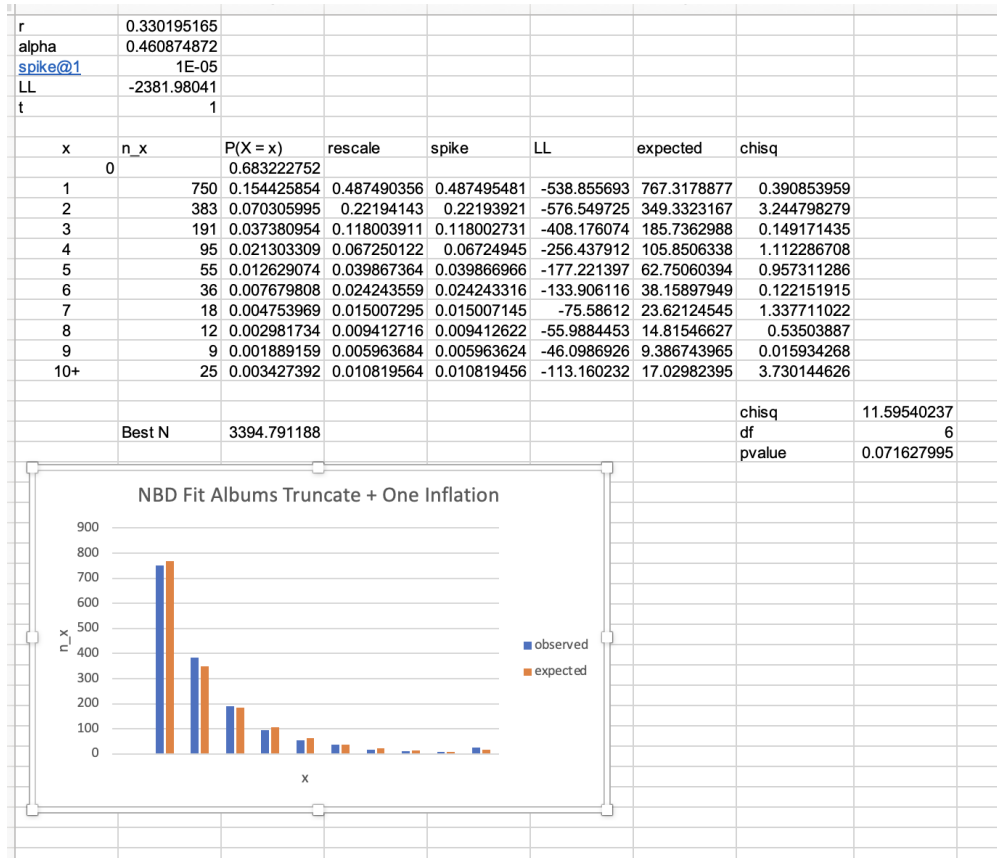 r 0.330195165
alpha 0.460874872
spike@1 1E-05
LL -2381.98041
t 1
x n_x P(X = x) rescale spike LL expected chisq
0 0.683222752
1 750 0.154425854 0.487490356 0.487495481 -538.855693 767.3178877 0.390853959
2 383 0.070305995 0.22194143 0.22193921 -576.549725 349.3323167 3.244798279
3 191 0.037380954 0.118003911 0.118002731 -408.176074 185.7362988 0.149171435
4 95 0.021303309 0.067250122 0.06724945 -256.437912 105.8506338 1.112286708
5 55 0.012629074 0.039867364 0.039866966 -177.221397 62.75060394 0.957311286
6 36 0.007679808 0.024243559 0.024243316 -133.906116 38.15897949 0.122151915
7 18 0.004753969 0.015007295 0.015007145 -75.58612 23.62124545 1.337711022
8 12 0.002981734 0.009412716 0.009412622 -55.9884453 14.81546627 0.53503887
9 9 0.001889159 0.005963684 0.005963624 -46.0986926 9.386743965 0.015934268
10+ 25 0.003427392 0.010819564 0.010819456 -113.160232 17.02982395 3.730144626
chisq 11.59540237
Best N 3394.791188 df 6
pvalue 0.071627995
NBD Fit Albums Truncate + One Inflation
900
800
700
600
500
400
300
200
100
0
n_x
x
observed
expected